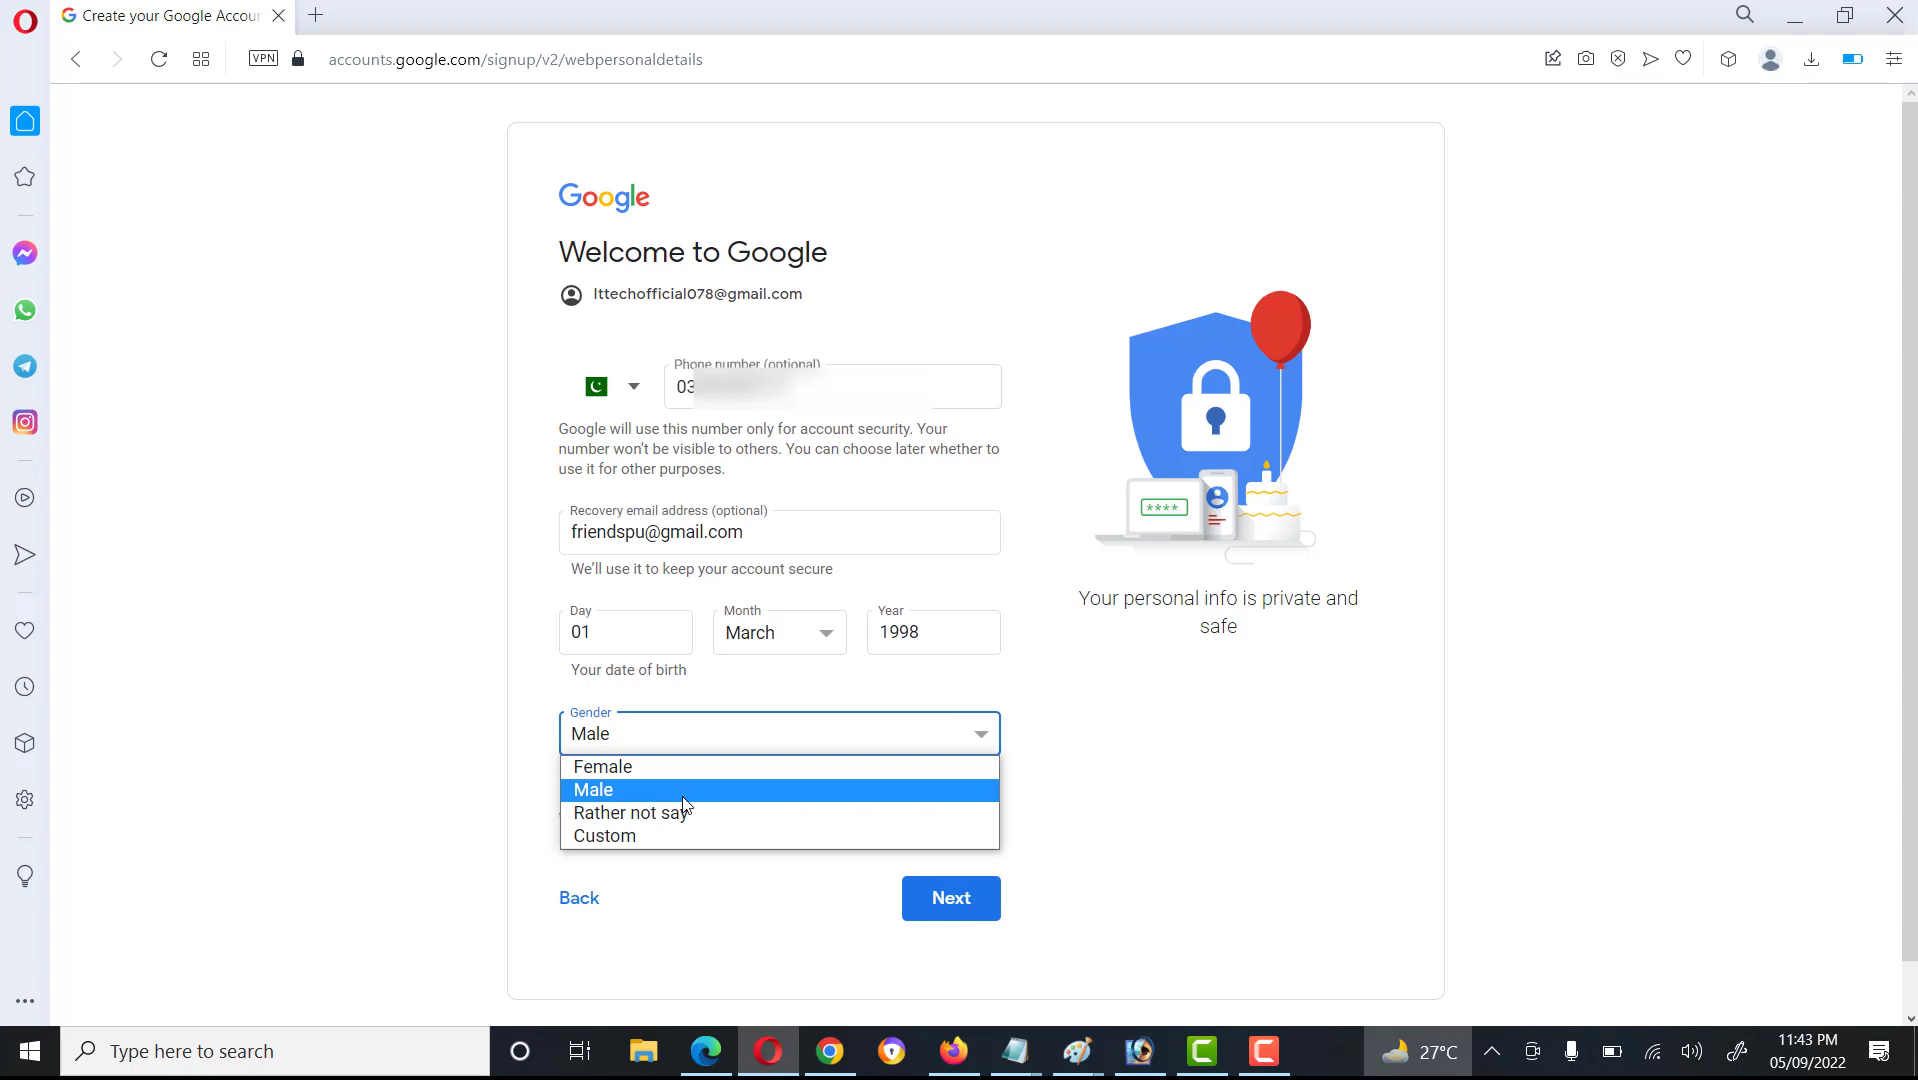 Create your Google Accou
VPN
accounts.google.com/signup/v2/webpersonaldetails
Google
Welcome to Google
lttechofficial078@gmail.com
Phone number (optional)
03
Google will use this number only for account security. Your
number won't be visible to others. You can choose later whether to
use it for other purposes.
Recovery email address (optional)
friendspu@gmail.com
We'll use it to keep your account secure
Day
Month
Year
01
March
1998
Your date of birth
Gender
Male
Female
Male
Rather not say
Custom
Back
Next
****
Your personal info is private and
safe
Type here to search
27°C
11:43 PM
05/09/2022